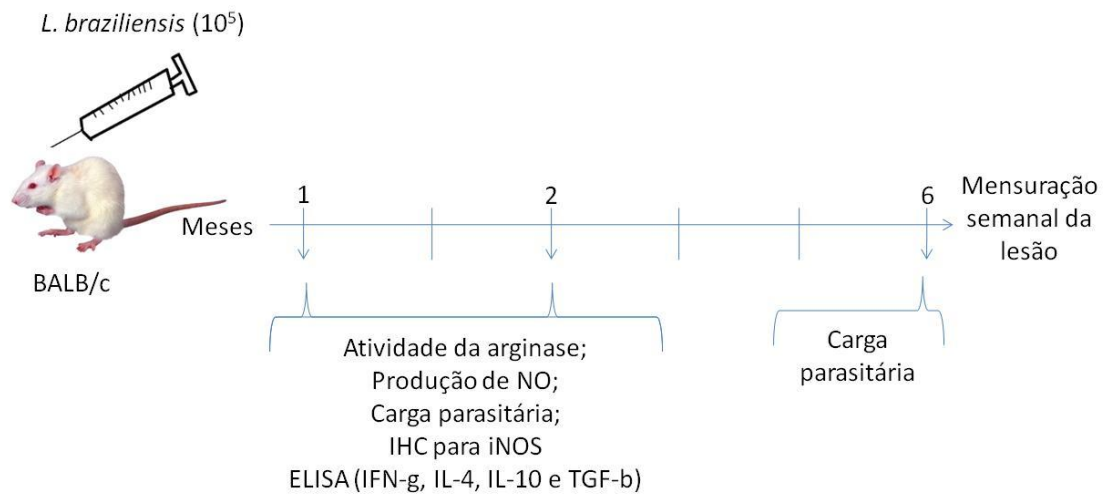 L. braziliensis (10⁵)
BALB/c
Meses
1
2
6
Mensuração
semanal da
lesão
Atividade da arginase;
Produção de NO;
Carga parasitária;
IHC para iNOS
ELISA (IFN-g, IL-4, IL-10 e TGF-b)
Carga
parasitária